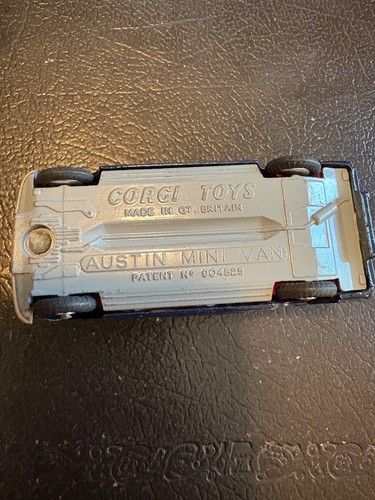 CORGI TOYS
MADE IN GT. BRITAIN
AUSTIN MINI VAN
PATENT Nº 904525